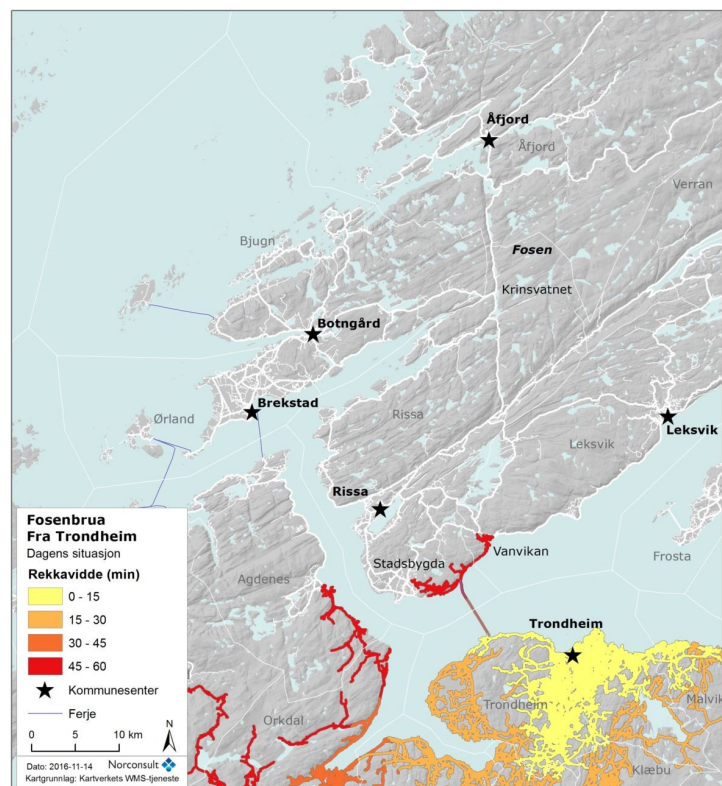 Åfjord
Åfjord
Verran
Bjugn
Fosen
Krinsvatnet
Botngård
Brekstad
Ørland
Rissa
Leksvik
Leksvik
Rissa
Stadsbygda
Vanvikan
Frosta
Agdenes
Trondheim
Orkdal
Trondheim
Malvik
Klæbu
Fosenbrua
Fra Trondheim
Dagens situasjon
Rekkavidde (min)
0 - 15
15 - 30
30 - 45
45 - 60
Kommunesenter
Ferje
N
0 5 10 km
Dato: 2016-11-14 Norconsult
Kartgrunnlag: Kartverkets WMS-tjeneste